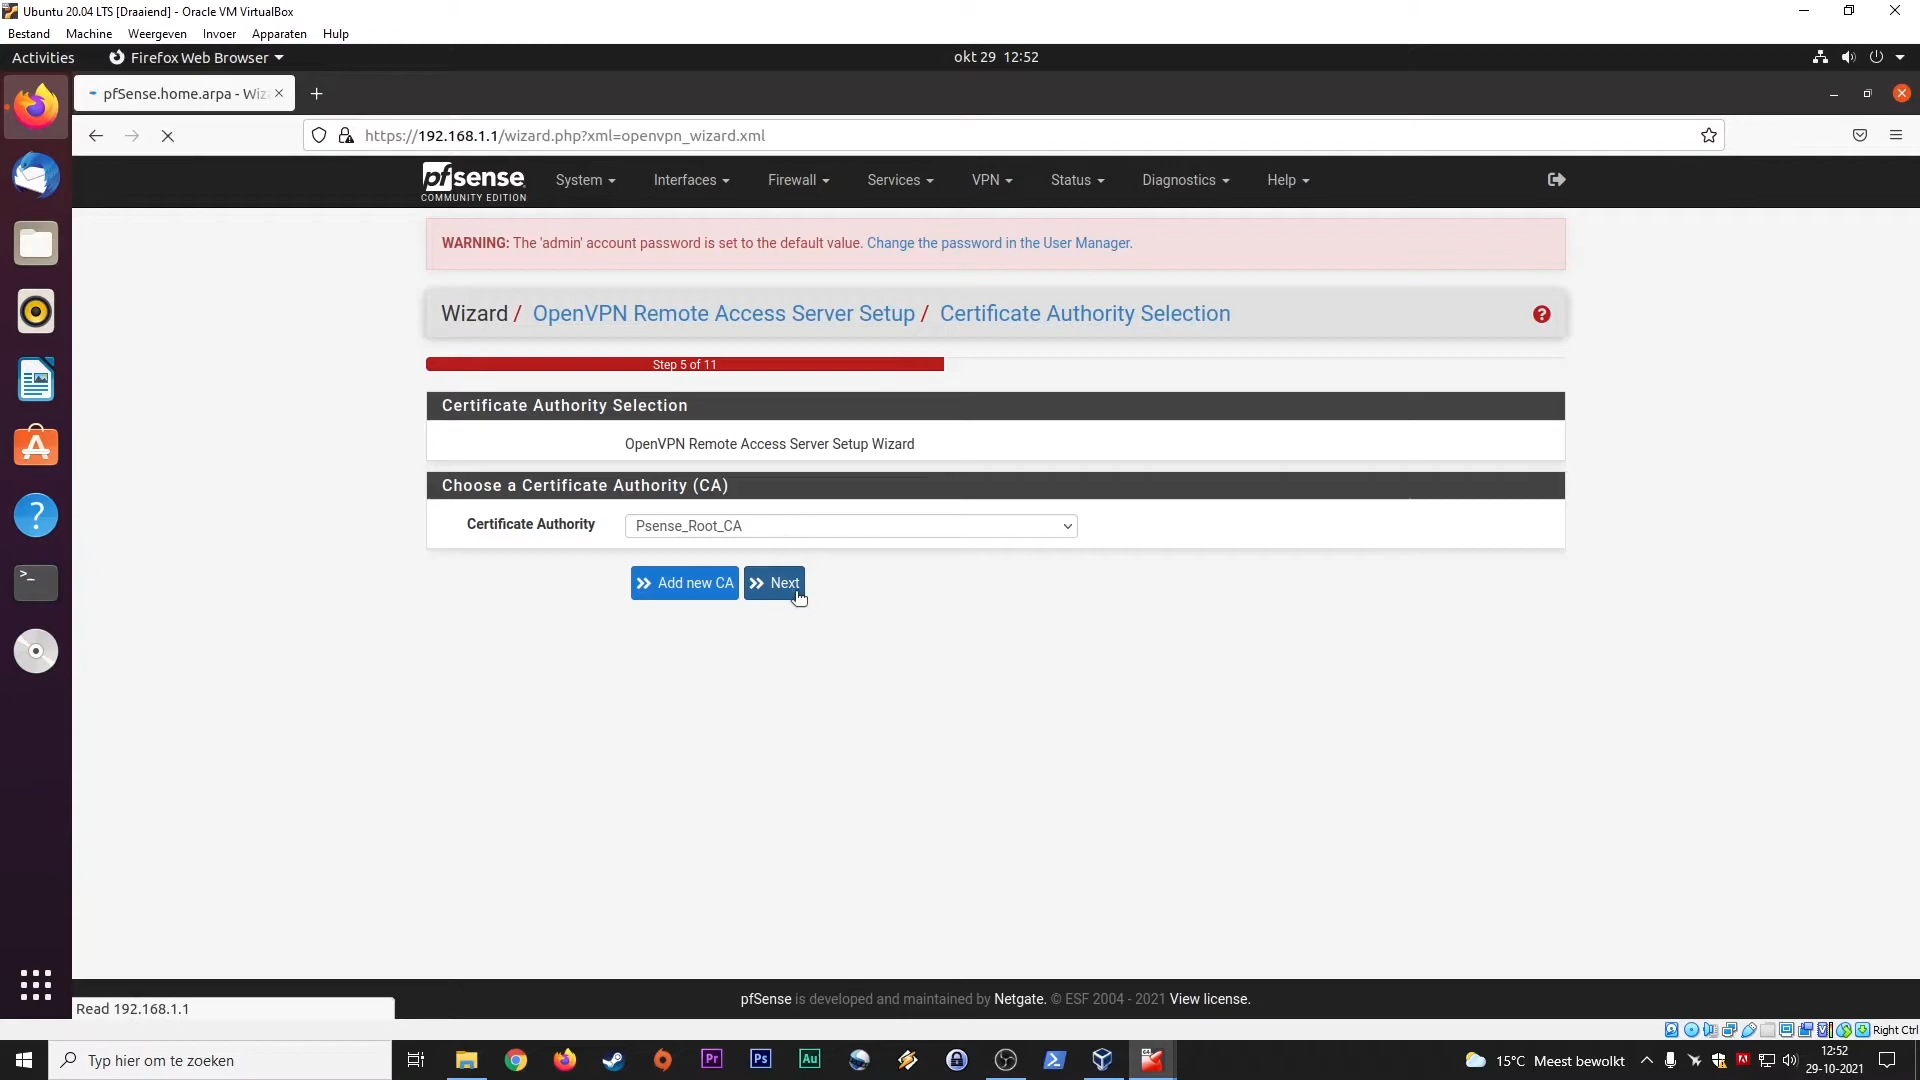 Ubuntu 20.04 LTS [Draaiend] - Oracle VM VirtualBox
Bestand Machine Weergeven Invoer Apparaten Help
Activities Firefox Web Browser okt 29 12:52
pfSense.home.arpa - Wiz
https://192.168.1.1/wizard.php?xml=openvpn_wizard.xml
pfsense COMMUNITY EDITION System Interfaces Firewall Services VPN Status Diagnostics Help
WARNING: The 'admin' account password is set to the default value. Change the password in the User Manager.
Wizard / OpenVPN Remote Access Server Setup / Certificate Authority Selection
Step 5 of 11
Certificate Authority Selection
OpenVPN Remote Access Server Setup Wizard
Choose a Certificate Authority (CA)
Certificate Authority Psense_Root_CA
Add new CA Next
pfSense is developed and maintained by Netgate. © ESF 2004 - 2021 View license.
Read 192.168.1.1
Right Ctrl
Typ hier om te zoeken
Pr Ps Au
15°C Meest bewolkt
12:52
29-10-2021